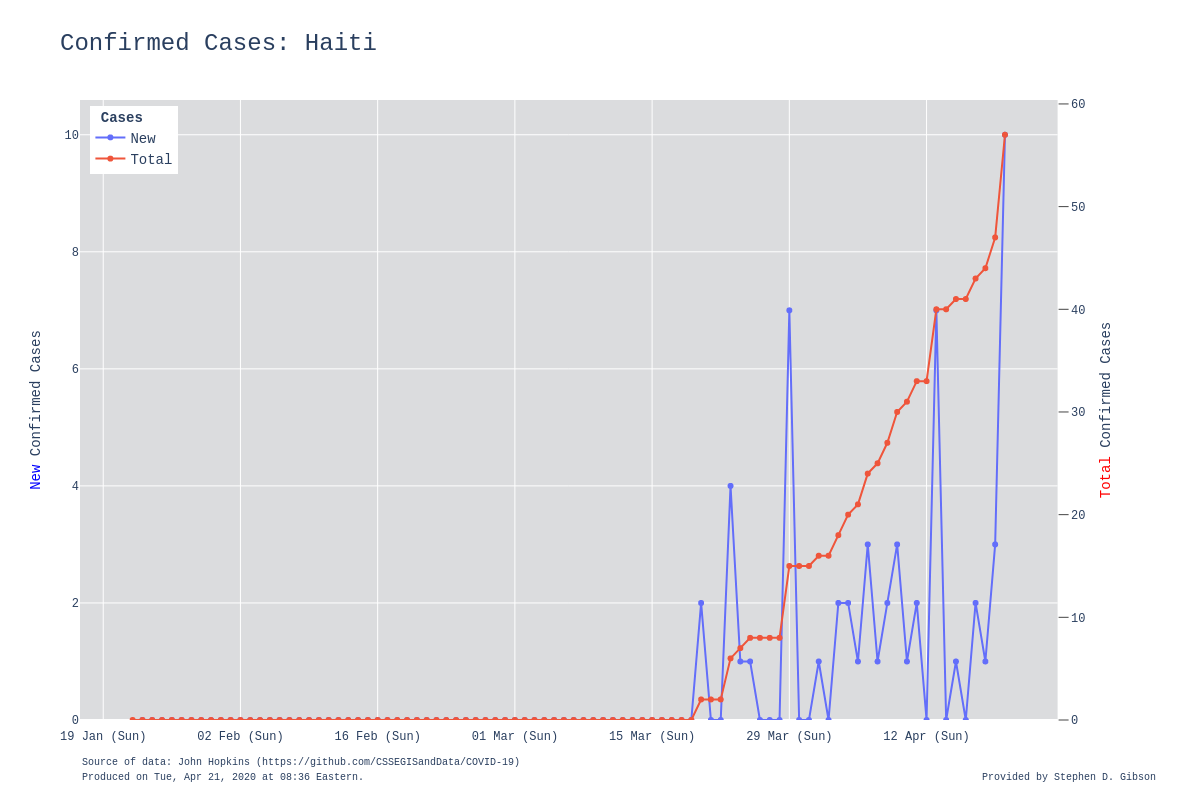 Confirmed Cases: Haiti
Cases
New
Total
10
8
6
4
2
0
60
50
40
30
20
10
0
New Confirmed Cases
Total Confirmed Cases
19 Jan (Sun)
02 Feb (Sun)
16 Feb (Sun)
01 Mar (Sun)
15 Mar (Sun)
29 Mar (Sun)
12 Apr (Sun)
Source of data: John Hopkins (https://github.com/CSSEGISandData/COVID-19)
Produced on Tue, Apr 21, 2020 at 08:36 Eastern.
Provided by Stephen D. Gibson